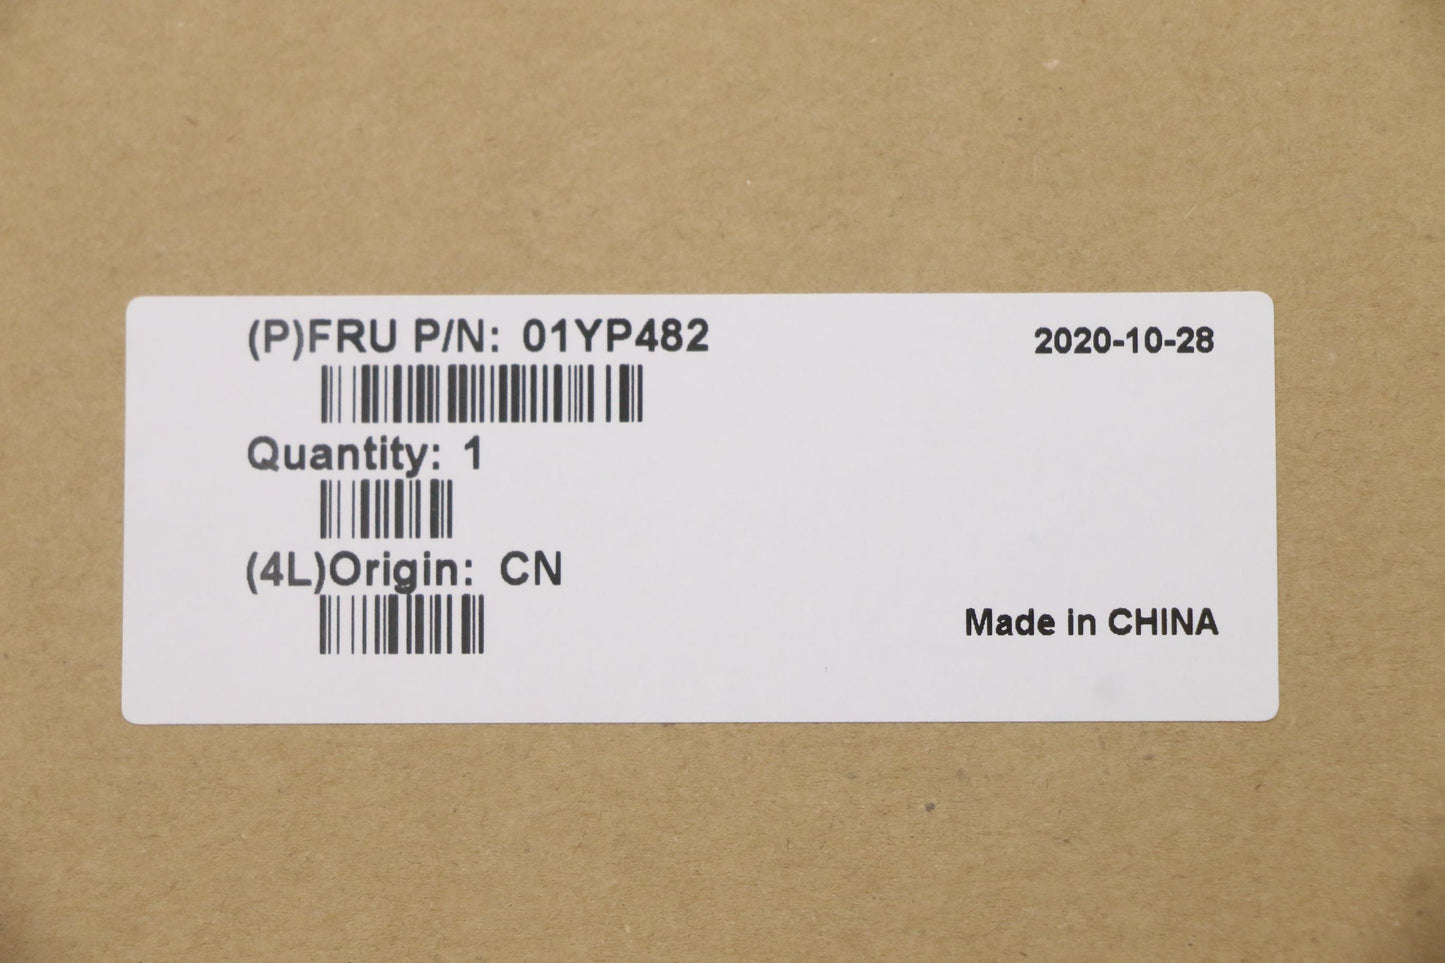 (P)FRU P/N: 01YP482
2020-10-28
Quantity: 1
(4L)Origin: CN
Made in CHINA